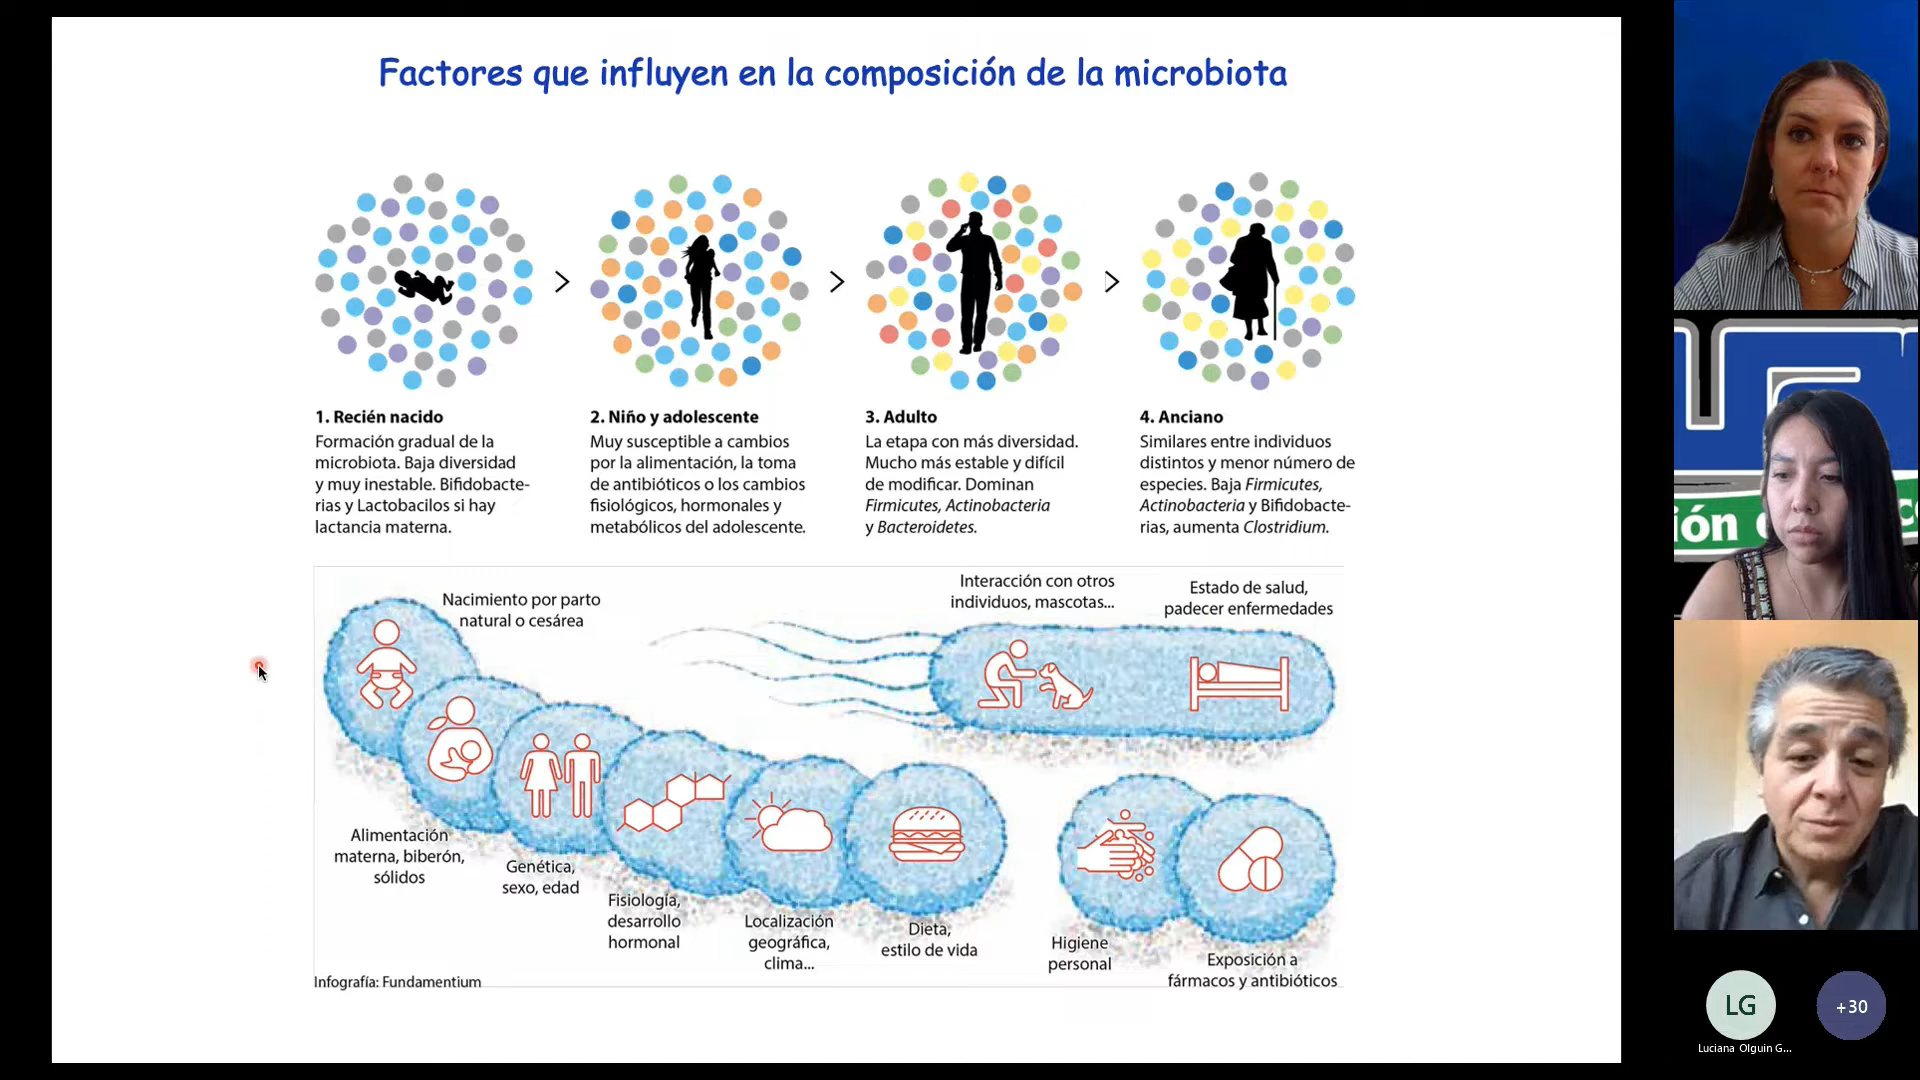 Factores que influyen en la composición de la microbiota
1. Recién nacido
Formación gradual de la
microbiota. Baja diversidad
y muy inestable. Bifidobacte-
rias y Lactobacilos si hay
lactancia materna.
2. Niño y adolescente
Muy susceptible a cambios
por la alimentación, la toma
de antibióticos o los cambios
fisiológicos, hormonales y
metabólicos del adolescente.
3. Adulto
La etapa con más diversidad.
Mucho más estable y difícil
de modificar. Dominan
Firmicutes, Actinobacteria
y Bacteroidetes.
4. Anciano
Similares entre individuos
distintos y menor número de
especies. Baja Firmicutes,
Actinobacteria y Bifidobacte-
rias, aumenta Clostridium.
Nacimiento por parto
natural o cesárea
Interacción con otros
individuos, mascotas...
Estado de salud,
padecer enfermedades
Alimentación
materna, biberón,
sólidos
Genética,
sexo, edad
Fisiología,
desarrollo
hormonal
Localización
geográfica,
clima...
Dieta,
estilo de vida
Higiene
personal
Exposición a
fármacos y antibióticos
Infografía: Fundamentium
LG
Luciana Olguin G...
+30